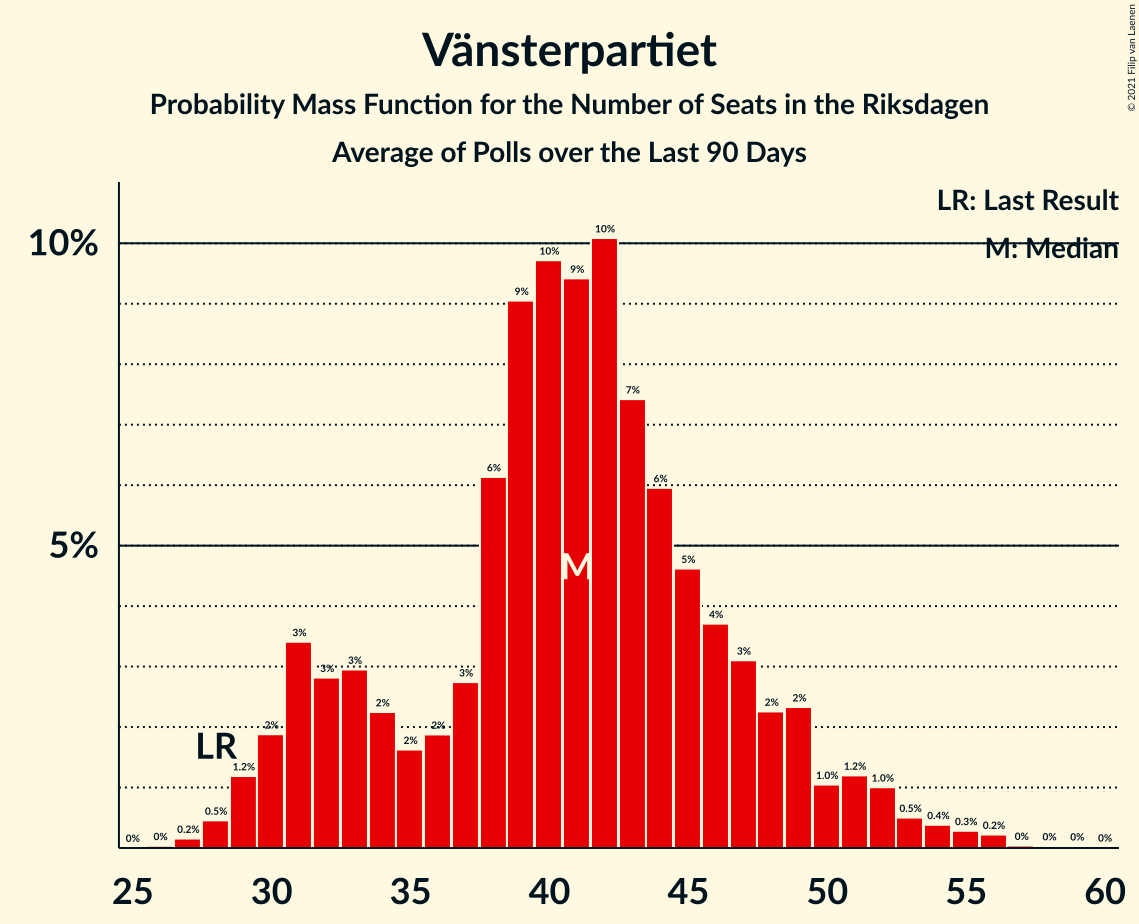 Vänsterpartiet
Probability Mass Function for the Number of Seats in the Riksdagen
Average of Polls over the Last 90 Days
© 2021 Filip van Laenen
LR: Last Result
M: Median
10%
5%
0% 0% 0.2% 0.5% 1.2% 2% 3% 3% 3% 2% 2% 2% 3% 6% 9% 10% 9% 10% 7% 6% 5% 4% 3% 2% 2% 1.0% 1.2% 1.0% 0.5% 0.4% 0.3% 0.2% 0% 0% 0% 0%
LR
M
25 30 35 40 45 50 55 60